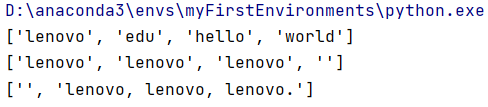 D:\anaconda3\envs\myFirstEnvironments\python.exe
['lenovo', 'edu', 'hello', 'world']
['lenovo', 'lenovo', 'lenovo', '']
['', 'lenovo, lenovo, lenovo.']